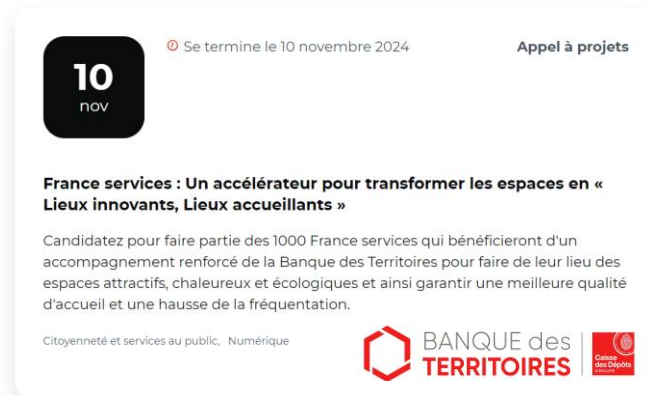 10
nov
Se termine le 10 novembre 2024
Appel à projets
France services : Un accélérateur pour transformer les espaces en «
Lieux innovants, Lieux accueillants »
Candidatez pour faire partie des 1000 France services qui bénéficieront d'un
accompagnement renforcé de la Banque des Territoires pour faire de leur lieu des
espaces attractifs, chaleureux et écologiques et ainsi garantir une meilleure qualité
d'accueil et une hausse de la fréquentation.
Citoyenneté et services au public, Numérique
BANQUE des
TERRITOIRES
Caisse
des Dépôts
GROUPE